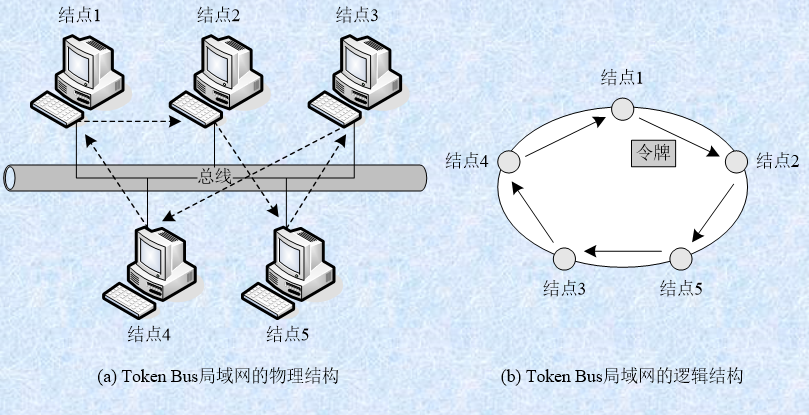 结点1
结点2
结点3
总线
结点4
结点5
(a) Token Bus局域网的物理结构
结点1
令牌
结点4
结点2
结点3
结点5
(b) Token Bus局域网的逻辑结构